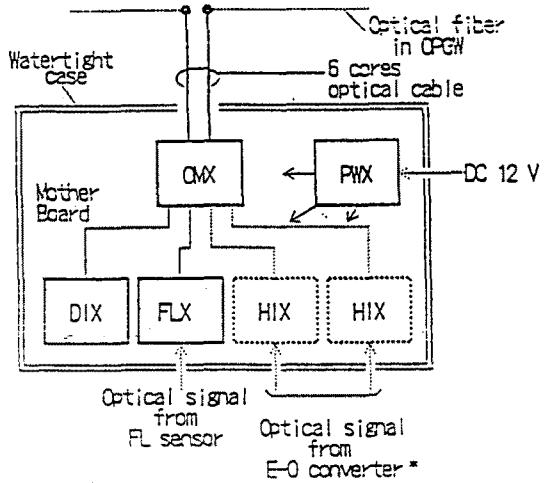 Optical fiber
in OPGW
Watertight
case
6 cores
optical cable
CMX
PWX
DC 12 V
Mother
Board
DIX
FLX
HIX
HIX
Optical signal
from
FL sensor
Optical signal
from
E-O converter *